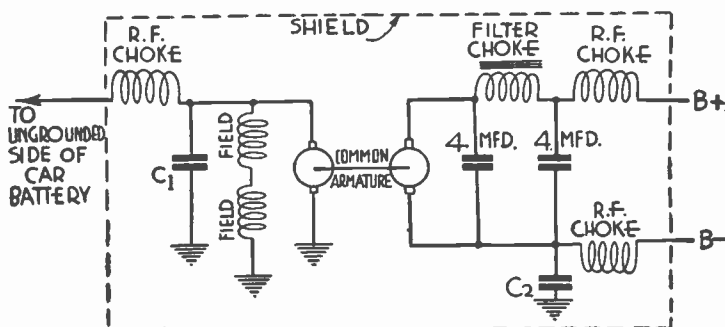 SHIELD
R.F.
CHOKE
FILTER
CHOKE
R.F.
CHOKE
TO
UNGROUNDED
SIDE OF
CAR
BATTERY
B+
C1
FIELD
FIELD
COMMON
ARMATURE
4 MFD.
4 MFD.
R.F.
CHOKE
B-
C2